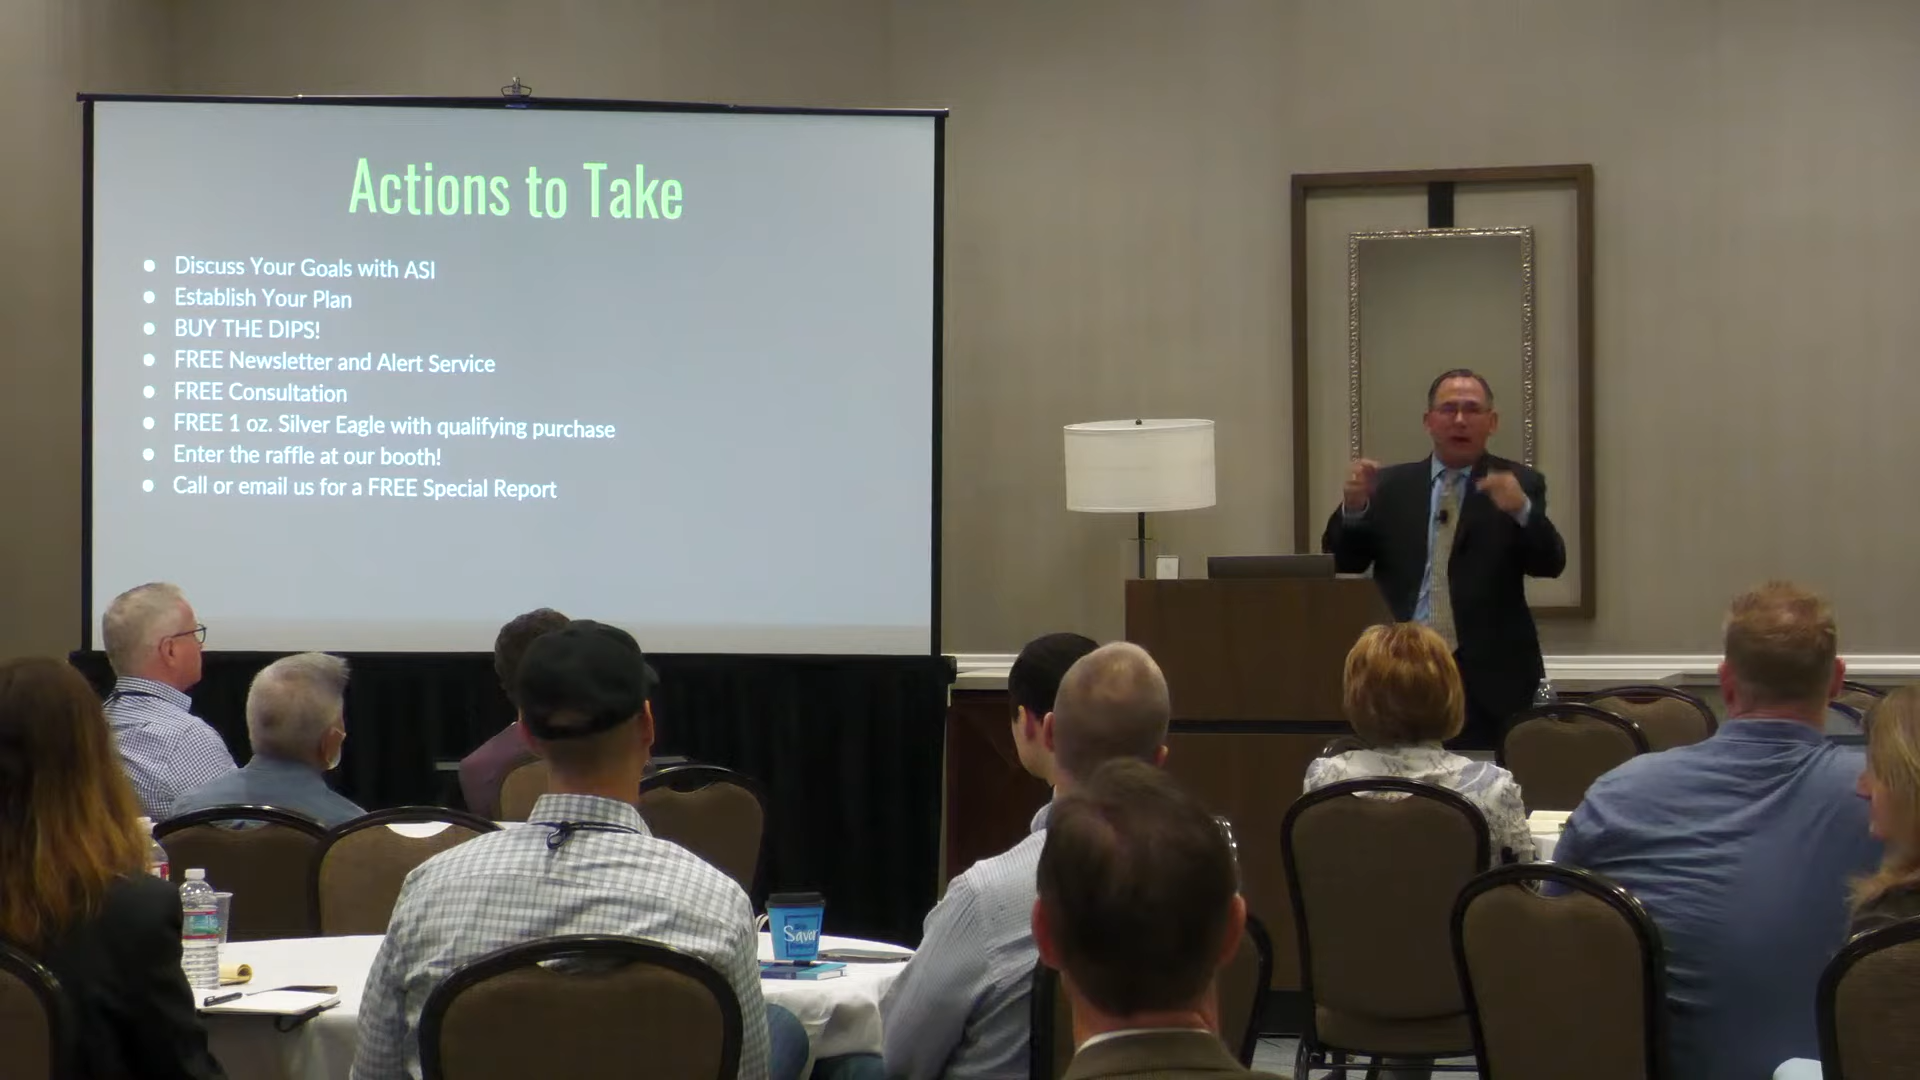 Actions to Take
Discuss Your Goals with ASI
Establish Your Plan
BUY THE DIPS!
FREE Newsletter and Alert Service
FREE Consultation
FREE 1 oz. Silver Eagle with qualifying purchase
Enter the raffle at our booth!
Call or email us for a FREE Special Report
Savor